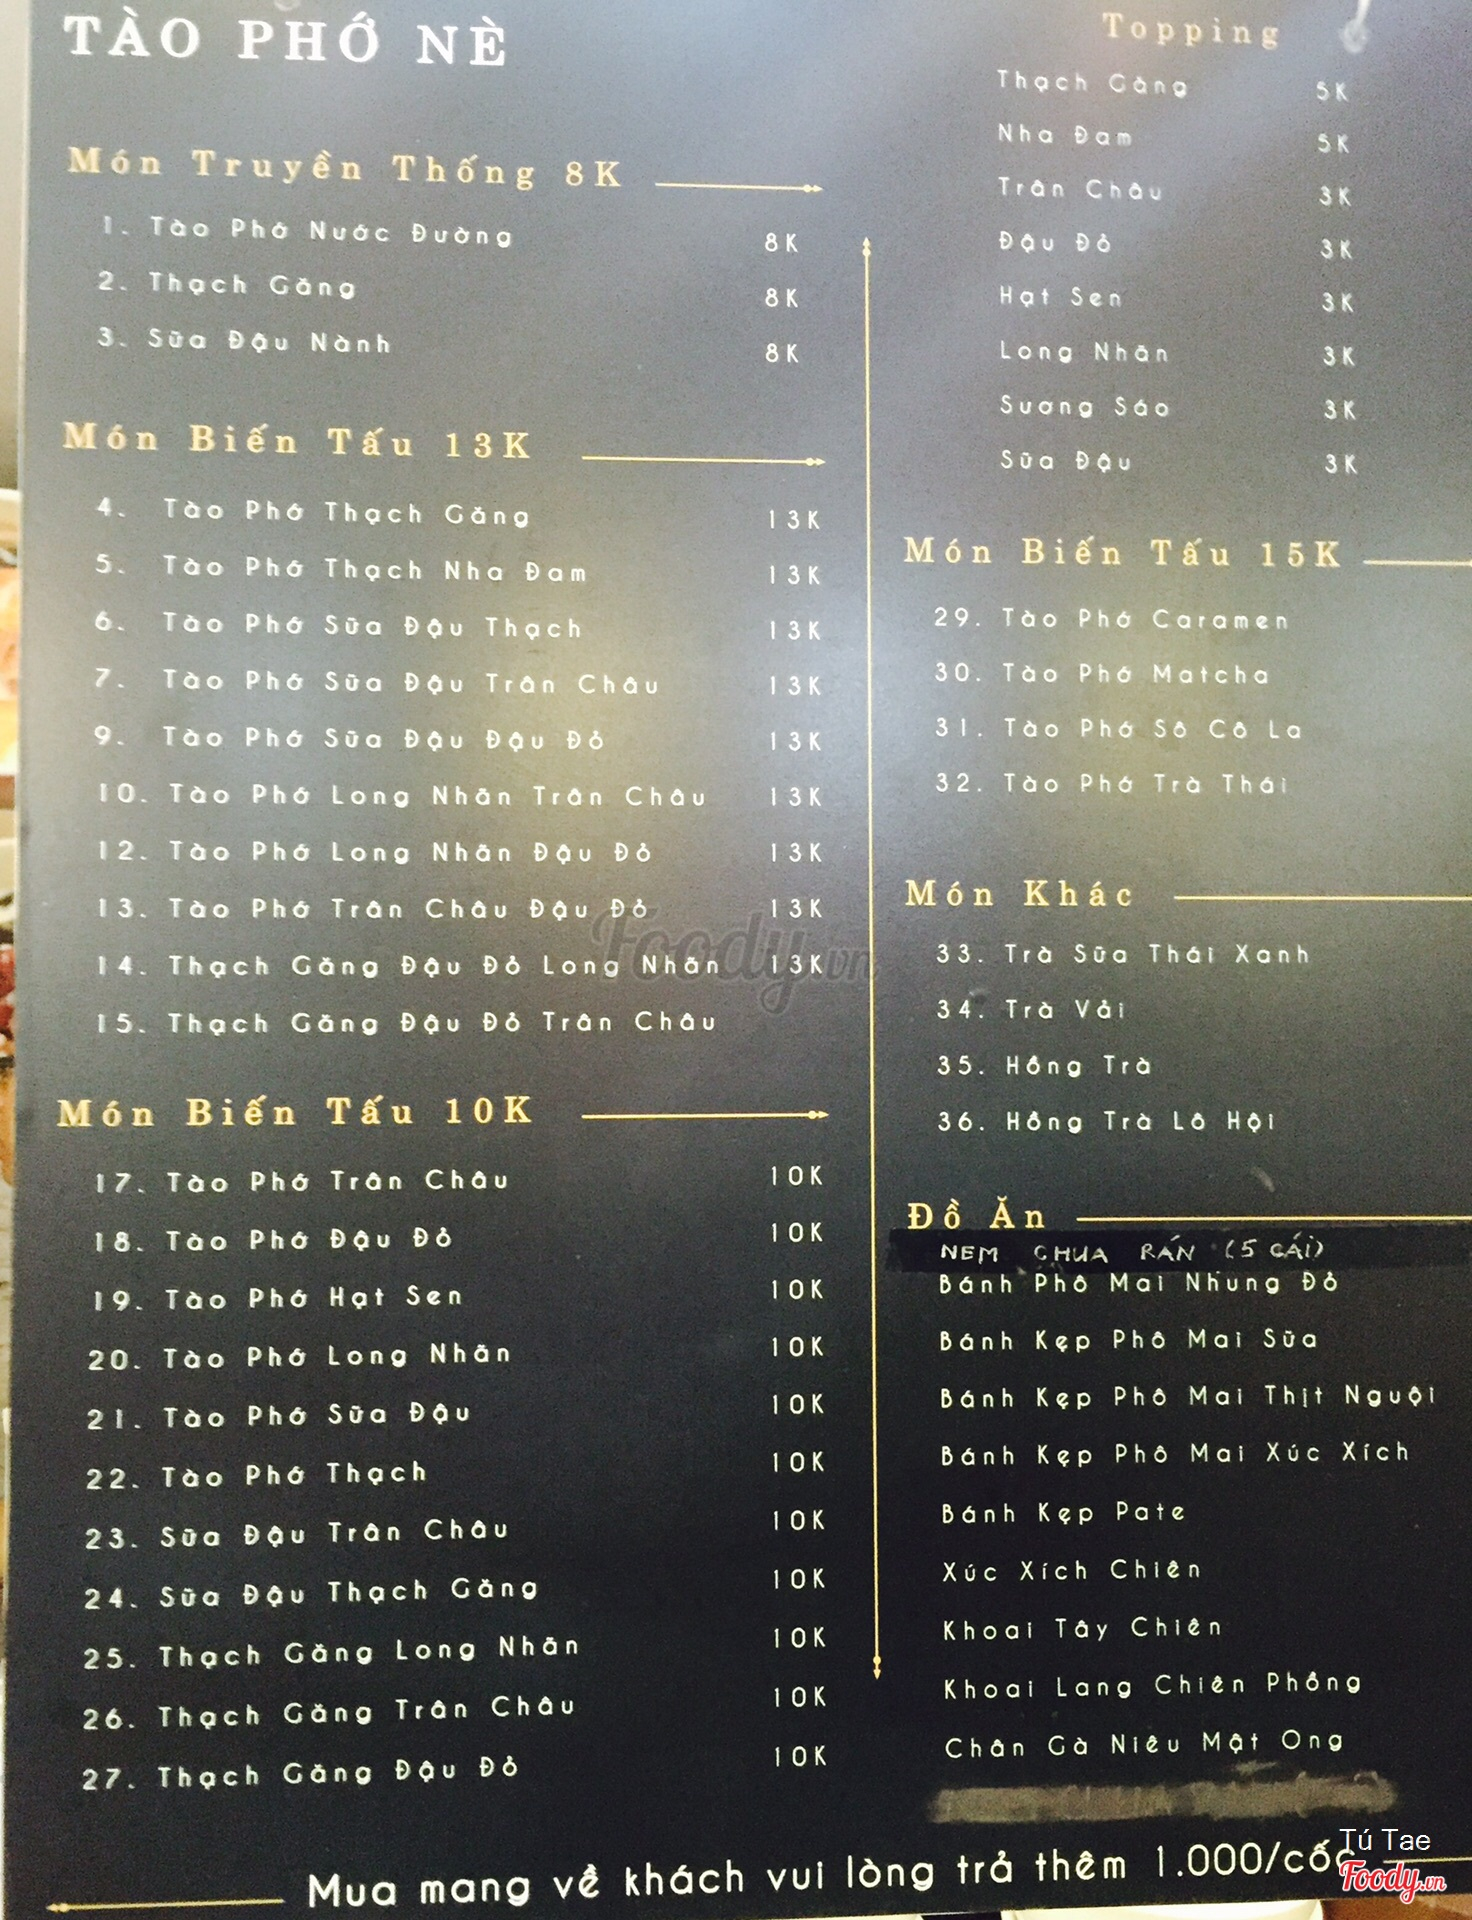 TÀO PHỚ NÈ
Món Truyền Thống 8K
1. Tào Phớ Nước Đường 8K
2. Thạch Găng 8K
3. Sữa Đậu Nành 8K
Món Biến Tấu 13K
4. Tào Phớ Thạch Găng 13K
5. Tào Phớ Thạch Nha Đam 13K
6. Tào Phớ Sữa Đậu Thạch 13K
7. Tào Phớ Sữa Đậu Trân Châu 13K
9. Tào Phớ Sữa Đậu Đậu Đỏ 13K
10. Tào Phớ Long Nhãn Trân Châu 13K
12. Tào Phớ Long Nhãn Đậu Đỏ 13K
13. Tào Phớ Trân Châu Đậu Đỏ 13K
14. Thạch Găng Đậu Đỏ Long Nhãn 13K
15. Thạch Găng Đậu Đỏ Trân Châu
Món Biến Tấu 10K
17. Tào Phớ Trân Châu 10K
18. Tào Phớ Đậu Đỏ 10K
19. Tào Phớ Hạt Sen 10K
20. Tào Phớ Long Nhãn 10K
21. Tào Phớ Sữa Đậu 10K
22. Tào Phớ Thạch 10K
23. Sữa Đậu Trân Châu 10K
24. Sữa Đậu Thạch Găng 10K
25. Thạch Găng Long Nhãn 10K
26. Thạch Găng Trân Châu 10K
27. Thạch Găng Đậu Đỏ 10K
Topping
Thạch Găng 5K
Nha Đam 5K
Trân Châu 3K
Đậu Đỏ 3K
Hạt Sen 3K
Long Nhãn 3K
Sương Sáo 3K
Sữa Đậu 3K
Món Biến Tấu 15K
29. Tào Phớ Caramen
30. Tào Phớ Matcha
31. Tào Phớ Sô Cô La
32. Tào Phớ Trà Thái
Món Khác
33. Trà Sữa Thái Xanh
34. Trà Vải
35. Hồng Trà
36. Hồng Trà Lô Hội
Đồ Ăn
NEM CHUA RÁN (5 CÁI)
Bánh Phô Mai Nhung Đỏ
Bánh Kẹp Phô Mai Sữa
Bánh Kẹp Phô Mai Thịt Nguội
Bánh Kẹp Phô Mai Xúc Xích
Bánh Kẹp Pate
Xúc Xích Chiên
Khoai Tây Chiên
Khoai Lang Chiên Phồng
Chân Gà Niêu Mật Ong
Mua mang về khách vui lòng trả thêm 1.000/cốc
Foody.vn
Tú Tae
Foody.vn